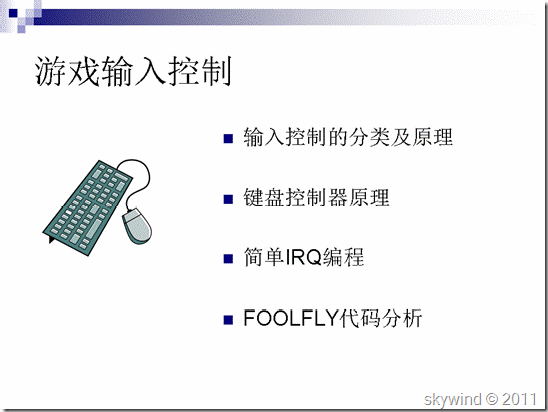 游戏输入控制
输入控制的分类及原理
键盘控制器原理
简单IRQ编程
FOOLFLY代码分析
skywind © 2011